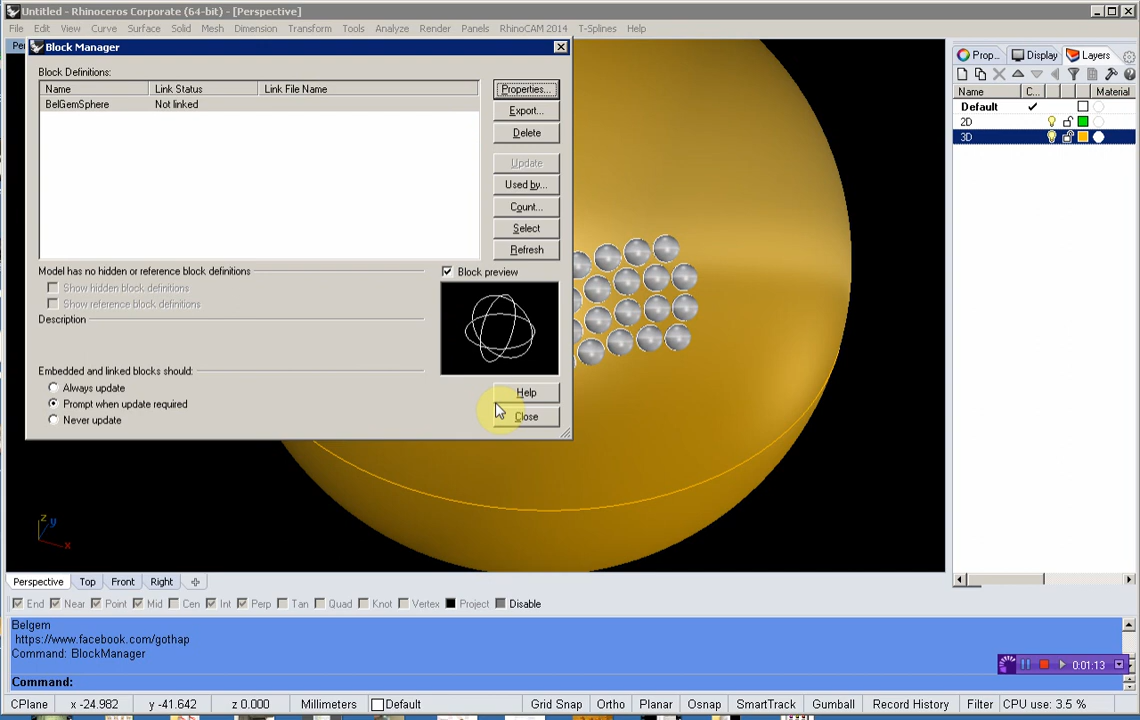 Untitled - Rhinoceros Corporate (64-bit) - [Perspective]
File Edit View Curve Surface Solid Mesh Dimension Transform Tools Analyze Render Panels RhinoCAM 2014 T-Splines Help
Block Manager
Block Definitions:
Name Link Status Link File Name
BelGemSphere Not linked
Properties...
Export...
Delete
Update
Used by...
Count...
Select
Refresh
Model has no hidden or reference block definitions
Show hidden block definitions
Show reference block definitions
Block preview
Description
Embedded and linked blocks should:
Always update
Prompt when update required
Never update
Help
Close
Prop... Display Layers
Name C... Material
Default
2D
3D
z y
x
Perspective Top Front Right
End Near Point Mid Cen Int Perp Tan Quad Knot Vertex Project Disable
Belgem
https://www.facebook.com/gothap
Command: BlockManager
Command:
0:01:13
CPlane x -24.982 y -41.642 z 0.000 Millimeters Default Grid Snap Ortho Planar Osnap SmartTrack Gumball Record History Filter CPU use: 3.5 %